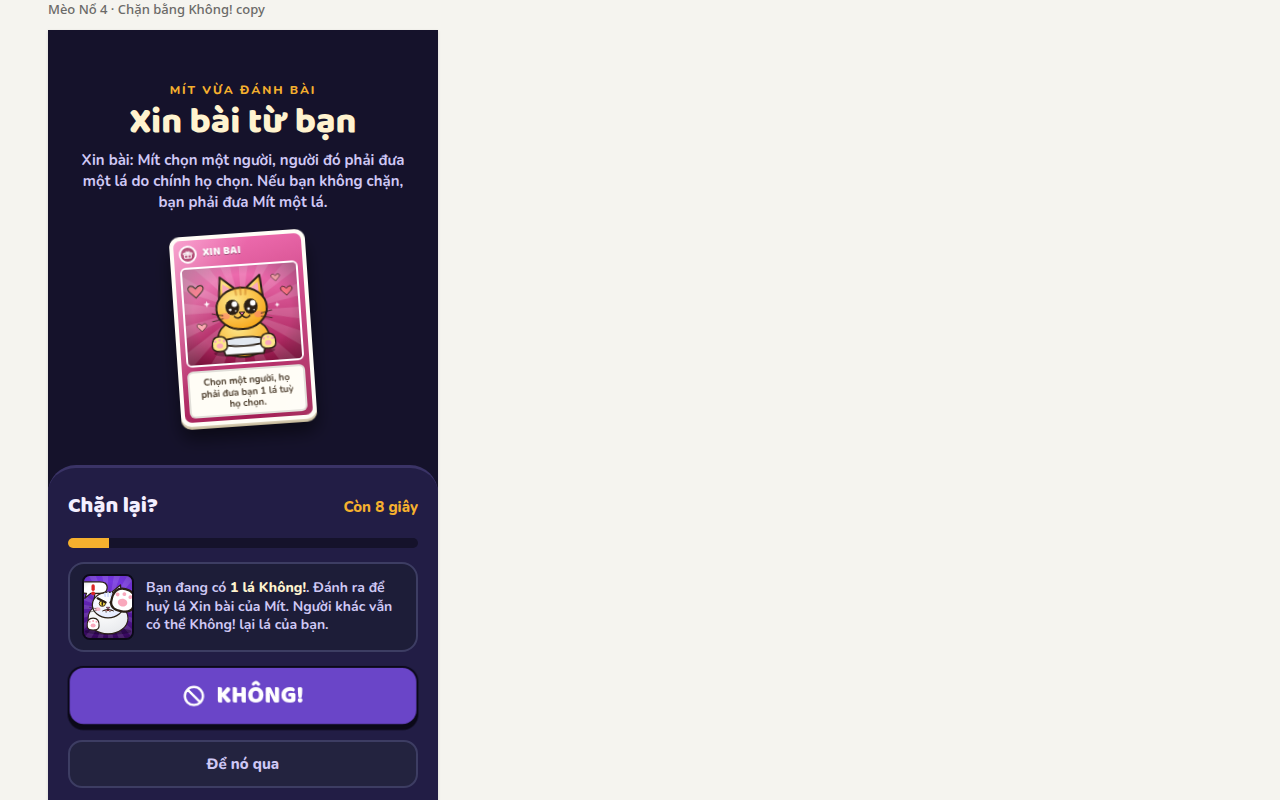 Mèo Nổ 4 · Chặn bằng Không! copy
MÍT VỪA ĐÁNH BÀI
Xin bài từ bạn
Xin bài: Mít chọn một người, người đó phải đưa
một lá do chính họ chọn. Nếu bạn không chặn,
bạn phải đưa Mít một lá.
XIN BAI
Chọn một người, họ
phải đưa bạn 1 lá tuỳ
họ chọn.
Chặn lại?
Còn 8 giây
Bạn đang có 1 lá Không!. Đánh ra để
huỷ lá Xin bài của Mít. Người khác vẫn
có thể Không! lại lá của bạn.
KHÔNG!
Để nó qua